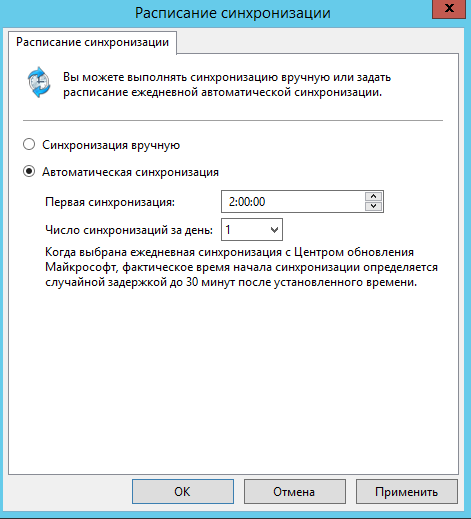 Расписание синхронизации
x
Расписание синхронизации
Вы можете выполнять синхронизацию вручную или задать
расписание ежедневной автоматической синхронизации.
Синхронизация вручную
Автоматическая синхронизация
Первая синхронизация: 2:00:00
Число синхронизаций за день: 1
Когда выбрана ежедневная синхронизация с Центром обновления
Майкрософт, фактическое время начала синхронизации определяется
случайной задержкой до 30 минут после установленного времени.
OK Отмена Применить